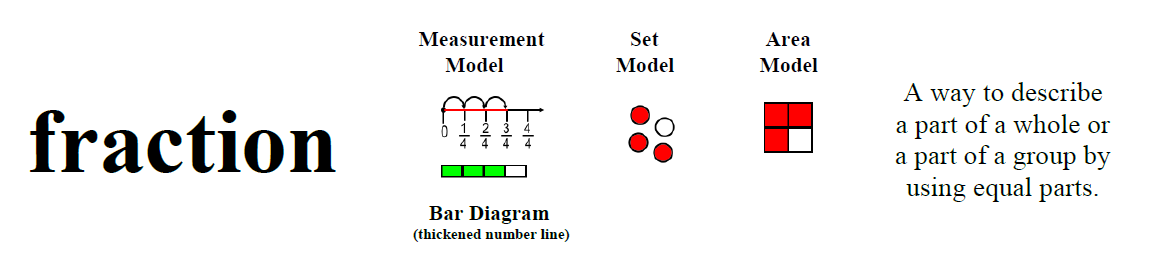 fraction
Measurement
Model
0 1/4 2/4 3/4 4/4
Bar Diagram
(thickened number line)
Set
Model
Area
Model
A way to describe
a part of a whole or
a part of a group by
using equal parts.